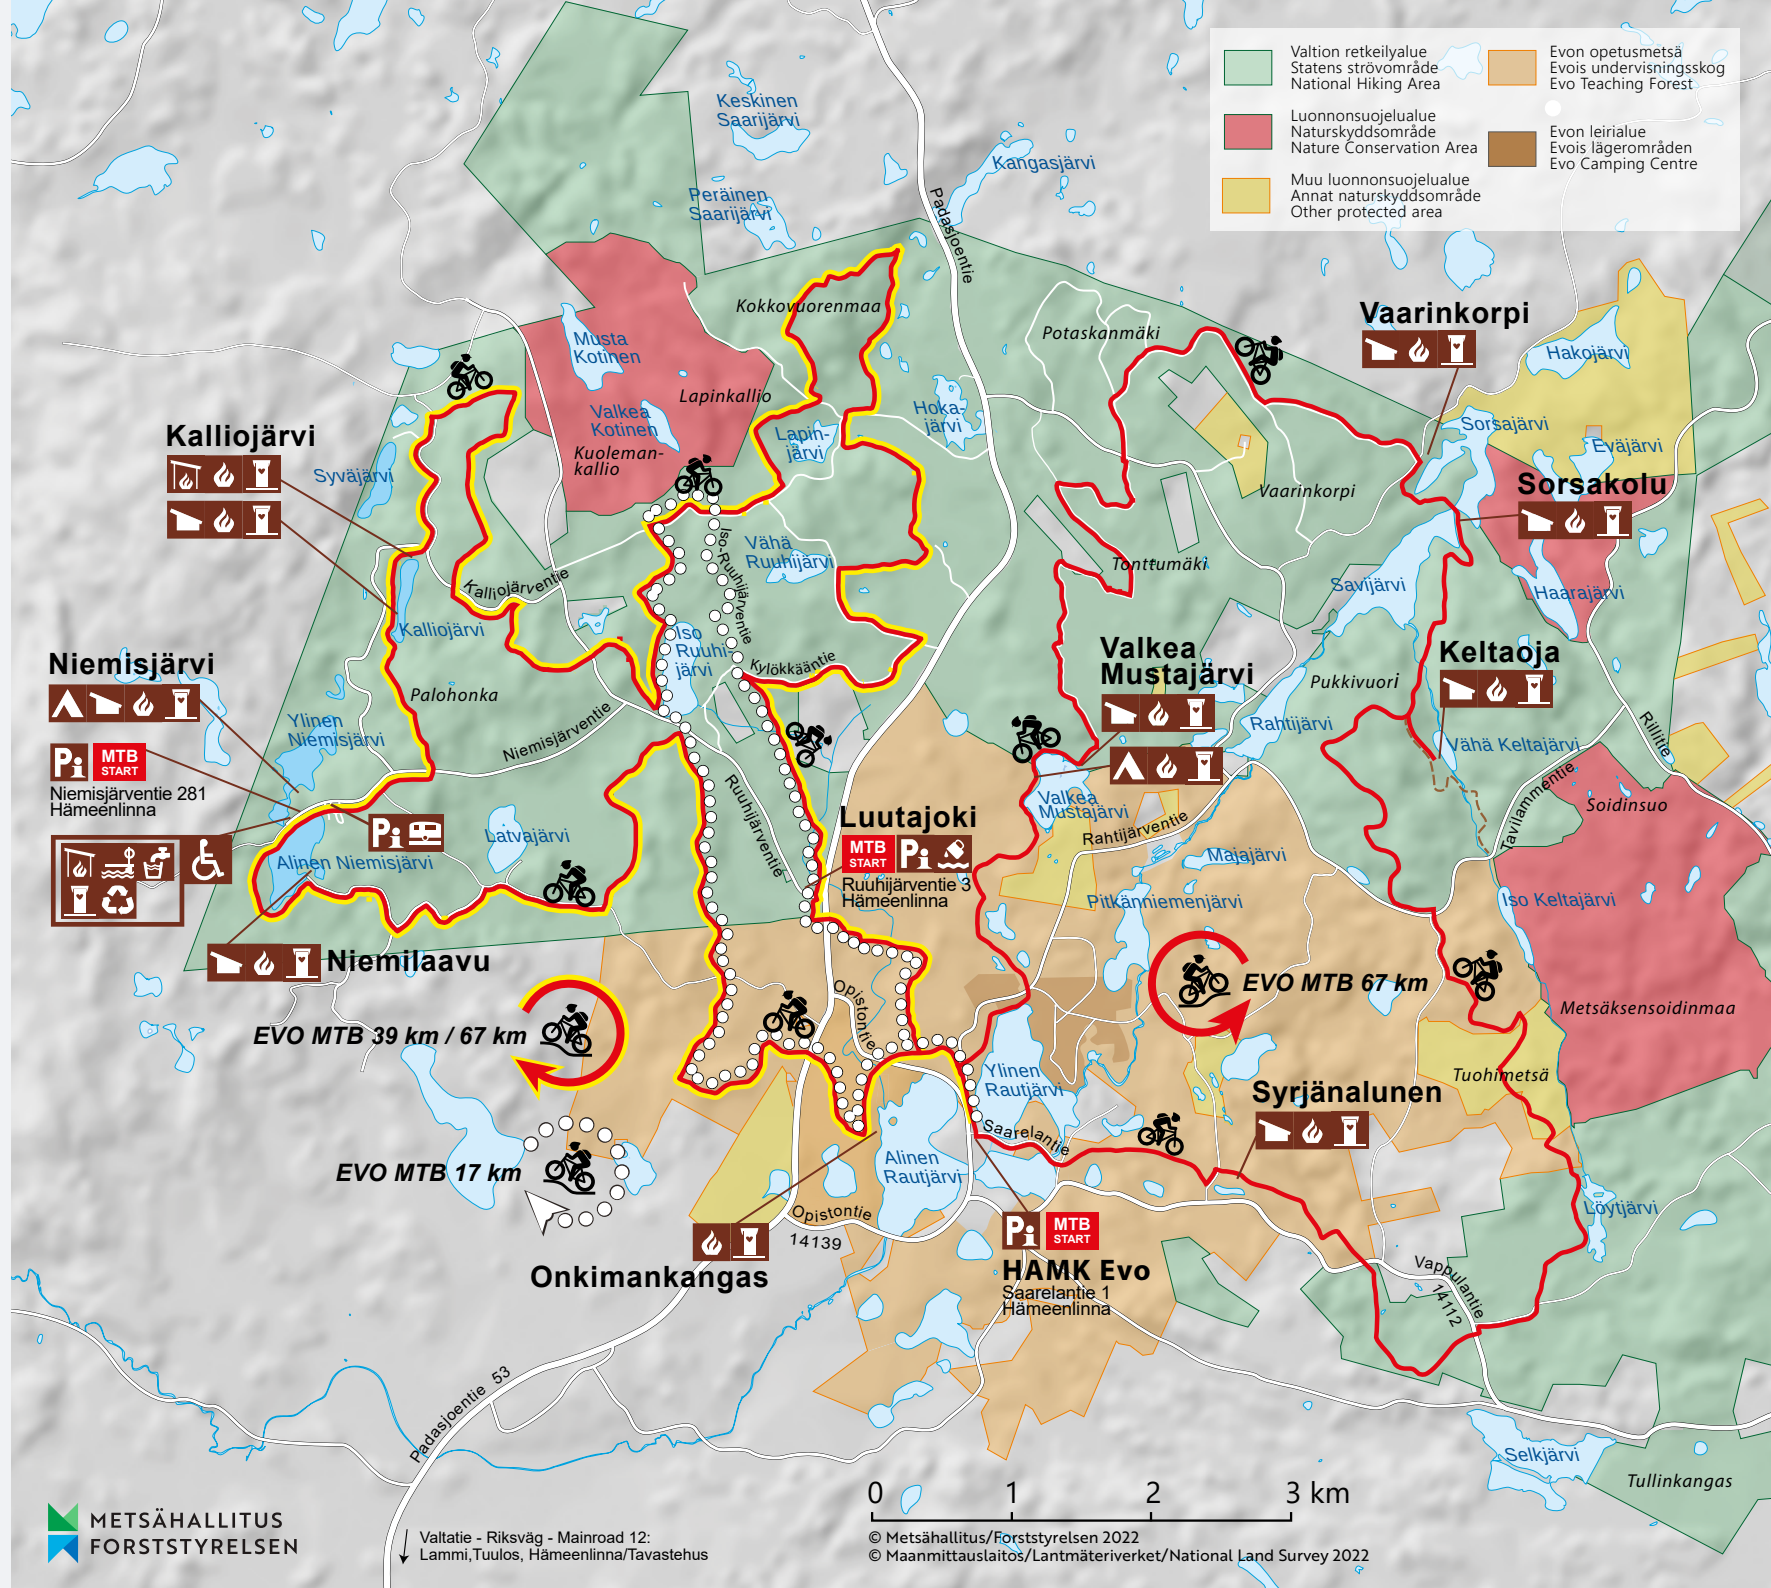 Valtion retkeilyalue
Statens strövområde
National Hiking Area
Luonnonsuojelualue
Naturskyddsområde
Nature Conservation Area
Muu luonnonsuojelualue
Annat naturskyddsområde
Other protected area
Evon opetusmetsä
Evois undervisningsskog
Evo Teaching Forest
Evon leirialue
Evois lägerområden
Evo Camping Centre
Keskinen
Saarijärvi
Kangasjärvi
Peräinen
Saarijärvi
Padasjoentie
Kokkovuorenmaa
Potaskanmäki
Vaarinkorpi
Musta
Kotinen
Hakojärvi
Lapinkallio
Valkea
Kotinen
Hoka-
järvi
Sorsajärvi
Kalliojärvi
Lapin-
järvi
Eväjärvi
Kuoleman-
kallio
Syväjärvi
Sorsakolu
Vaarinkorpi
Iso-Ruuhijärventie
Vähä
Ruuhijärvi
Tonttumäki
Kalliojärventie
Savijärvi
Haarajärvi
Kalliojärvi
Iso
Ruuhi-
järvi
Niemisjärvi
Kylökkääntie
Valkea
Mustajärvi
Keltaoja
Palohonka
Pukkivuori
Ylinen
Niemisjärvi
Niemisjärventie
Rahtijärvi
Riilitie
Vähä Keltajärvi
Pi MTB
START
Niemisjärventie 281
Hämeenlinna
Ruuhijärventie
Valkea
Mustajärvi
Tavilammentie
Soidinsuo
Luutajoki
Rahtijärventie
Pi
Latvajärvi
MTB
START Pi
Ruuhijärventie 3
Hämeenlinna
Majajärvi
Alinen Niemisjärvi
Pitkänniemenjärvi
Iso Keltajärvi
Niemilaavu
Opistontie
EVO MTB 67 km
Metsäksensoidinmaa
EVO MTB 39 km / 67 km
Ylinen
Rautjärvi
Tuohimetsä
Syrjänalunen
Saarelantie
EVO MTB 17 km
Alinen
Rautjärvi
Löytjärvi
Opistontie
14139
Pi MTB
START
HAMK Evo
Saarelantie 1
Hämeenlinna
Onkimankangas
Vappulantie
14112
Padasjoentie 53
Selkjärvi
Tullinkangas
0 1 2 3 km
METSÄHALLITUS
FORSTSTYRELSEN
Valtatie - Riksväg - Mainroad 12:
Lammi,Tuulos, Hämeenlinna/Tavastehus
© Metsähallitus/Forststyrelsen 2022
© Maanmittauslaitos/Lantmäteriverket/National Land Survey 2022